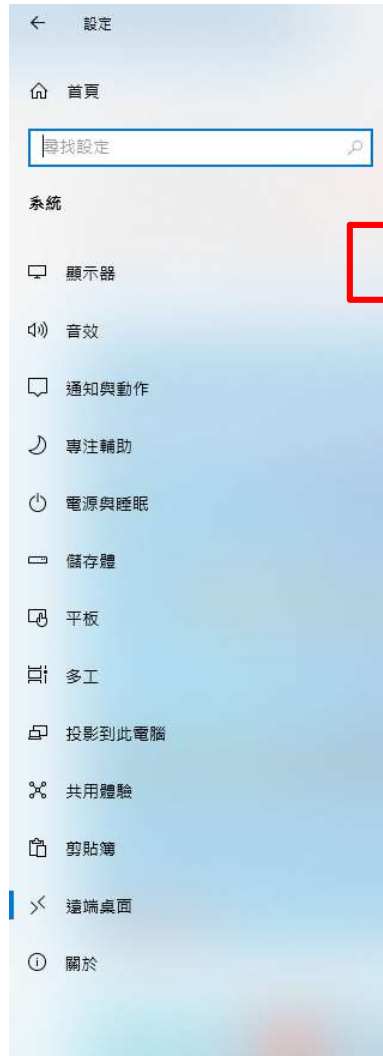 設定
首頁
尋找設定
系統
顯示器
音效
通知與動作
專注輔助
電源與睡眠
儲存體
平板
多工
投影到此電腦
共用體驗
剪貼簿
遠端桌面
關於